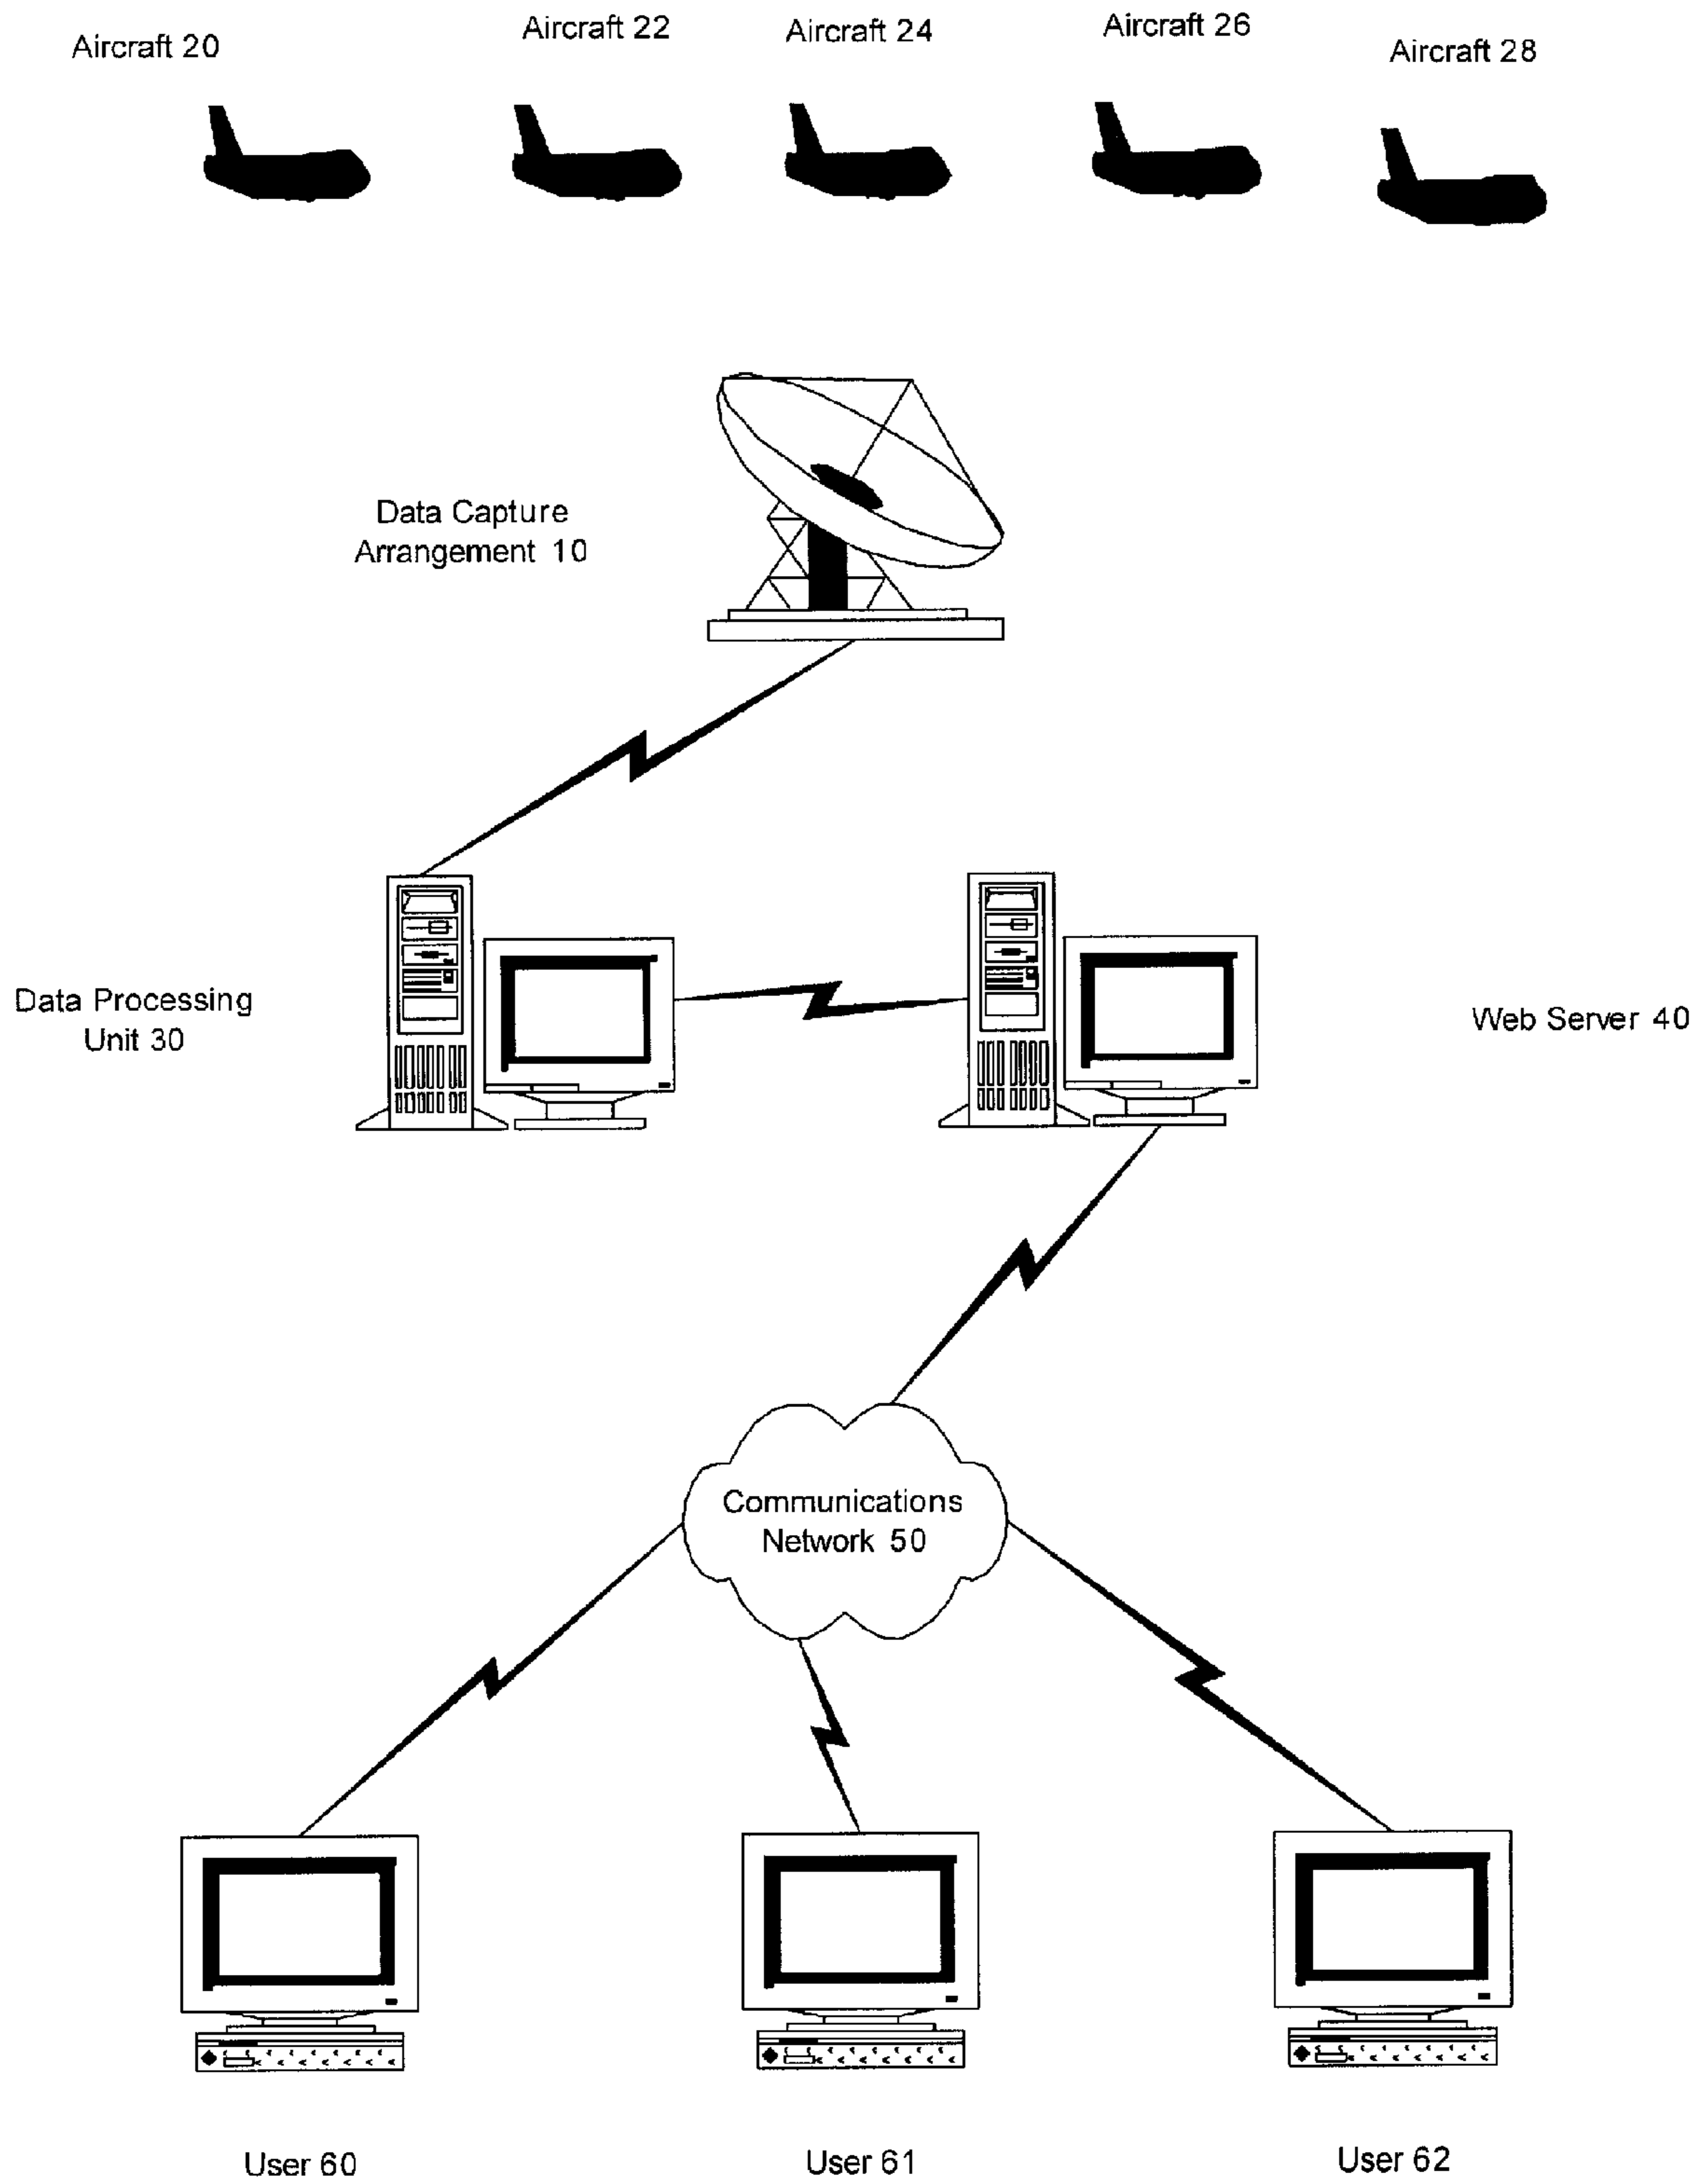 Aircraft 20
Aircraft 22
Aircraft 24
Aircraft 26
Aircraft 28
Data Capture
Arrangement 10
Data Processing
Unit 30
Web Server 40
Communications
Network 50
User 60
User 61
User 62